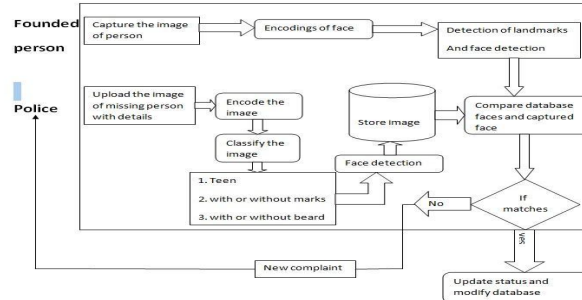 Founded
person
Capture the image
of person
Encodings of face
Detection of landmarks
And face detection
Police
Upload the image
of missing person
with details
Encode the
image
Classify the
image
Store image
Compare database
faces and captured
face
Face detection
1. Teen
2. with or without marks
3. with or without beard
No
If
matches
yes
New complaint
Update status and
modify database